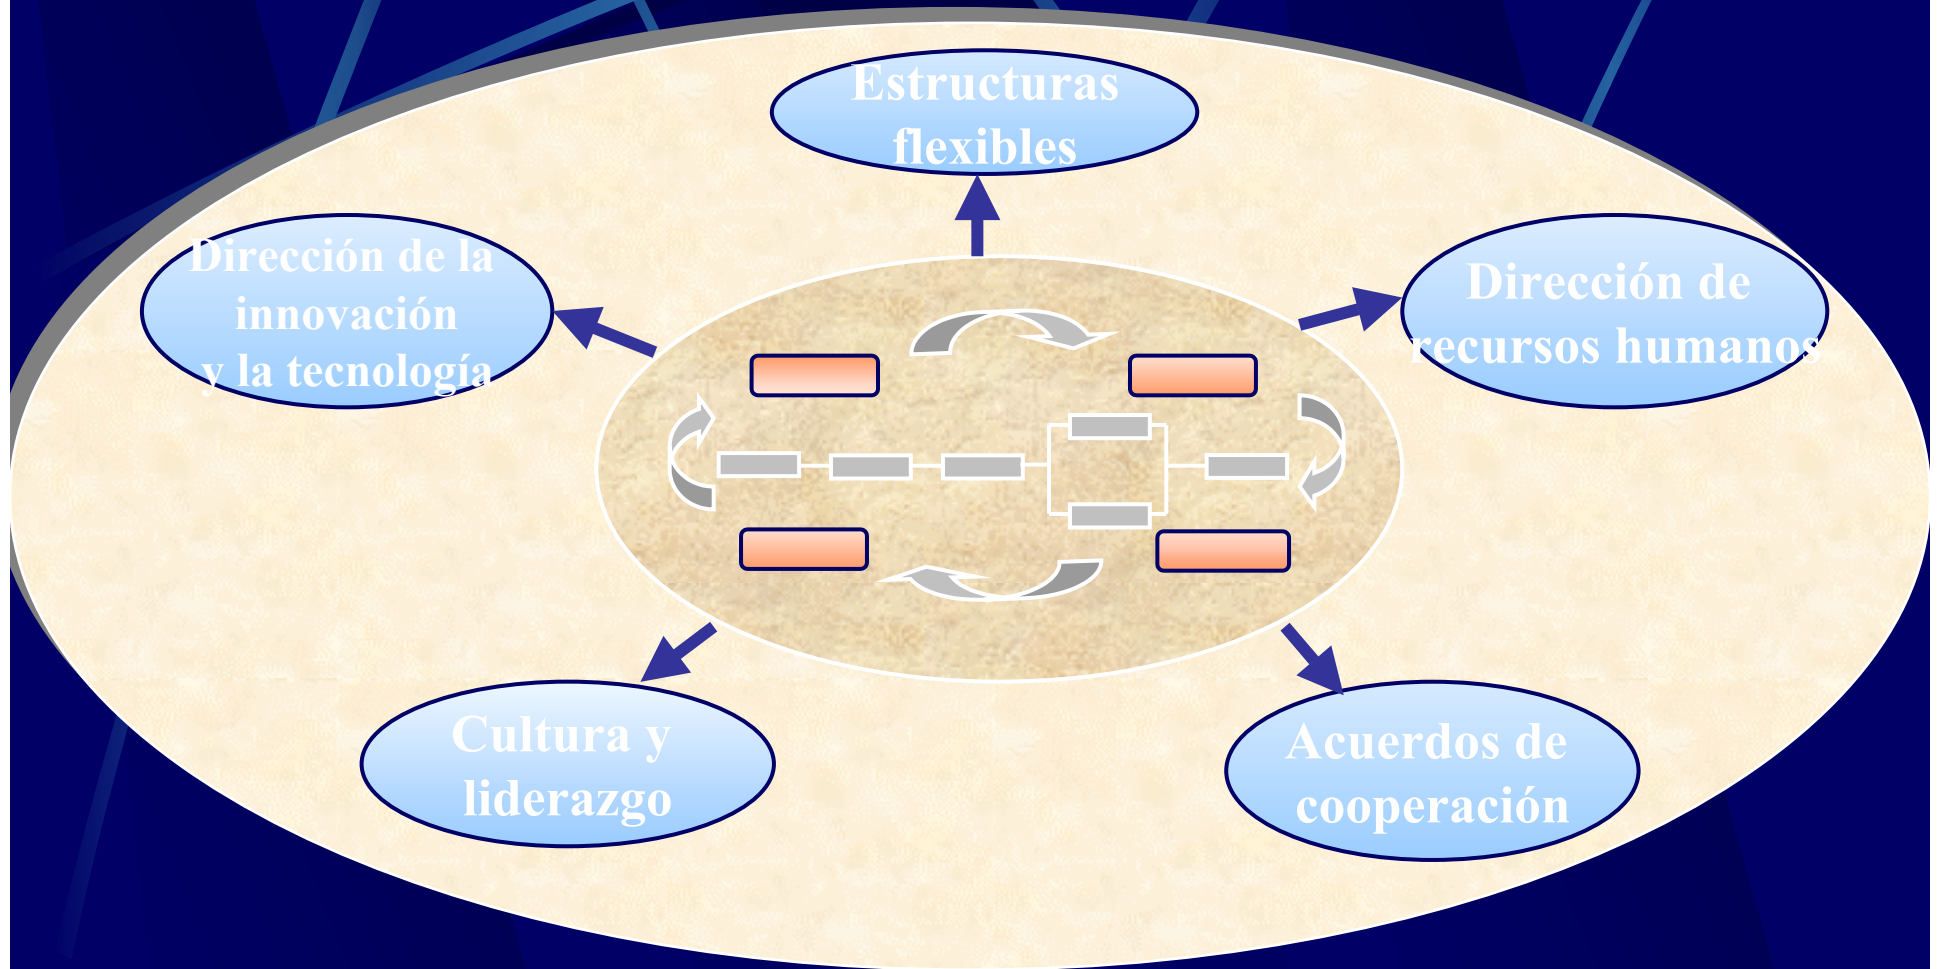 Estructuras
flexibles
Dirección de la
innovación
y la tecnología
Dirección de
recursos humanos
Cultura y
liderazgo
Acuerdos de
cooperación